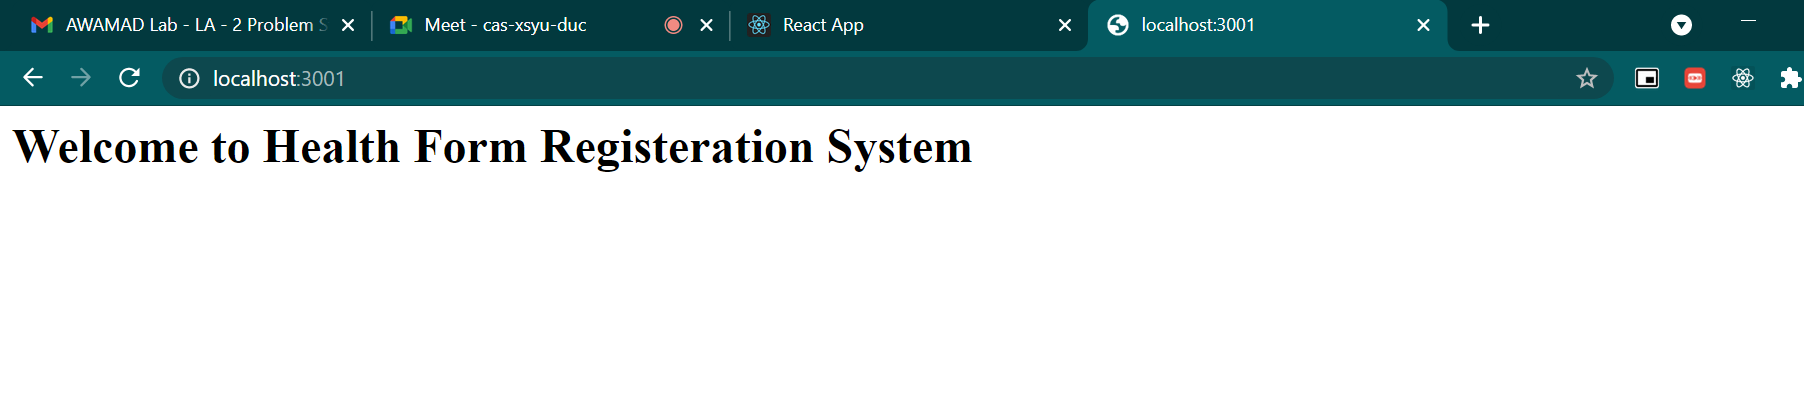 AWAMAD Lab - LA - 2 Problem S
Meet - cas-xsyu-duc
React App
localhost:3001
localhost:3001
Welcome to Health Form Registeration System